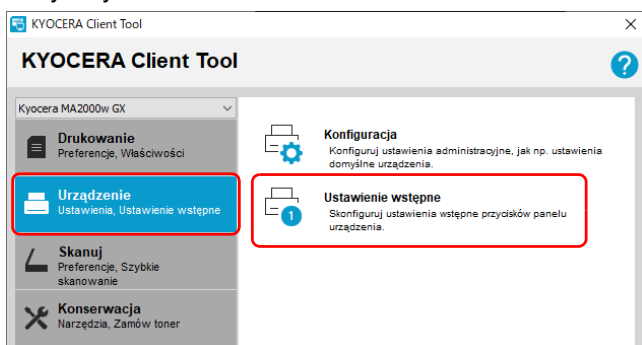 KYOCERA Client Tool
KYOCERA Client Tool
?
Kyocera MA2000w GX
Drukowanie
Preferencje, Właściwości
Urządzenie
Ustawienia, Ustawienie wstępne
Skanuj
Preferencje, Szybkie
skanowanie
Konserwacja
Narzędzia, Zamów toner
Konfiguracja
Konfiguruj ustawienia administracyjne, jak np. ustawienia
domyślne urządzenia.
1
Ustawienie wstępne
Skonfiguruj ustawienia wstępne przycisków panelu
urządzenia.